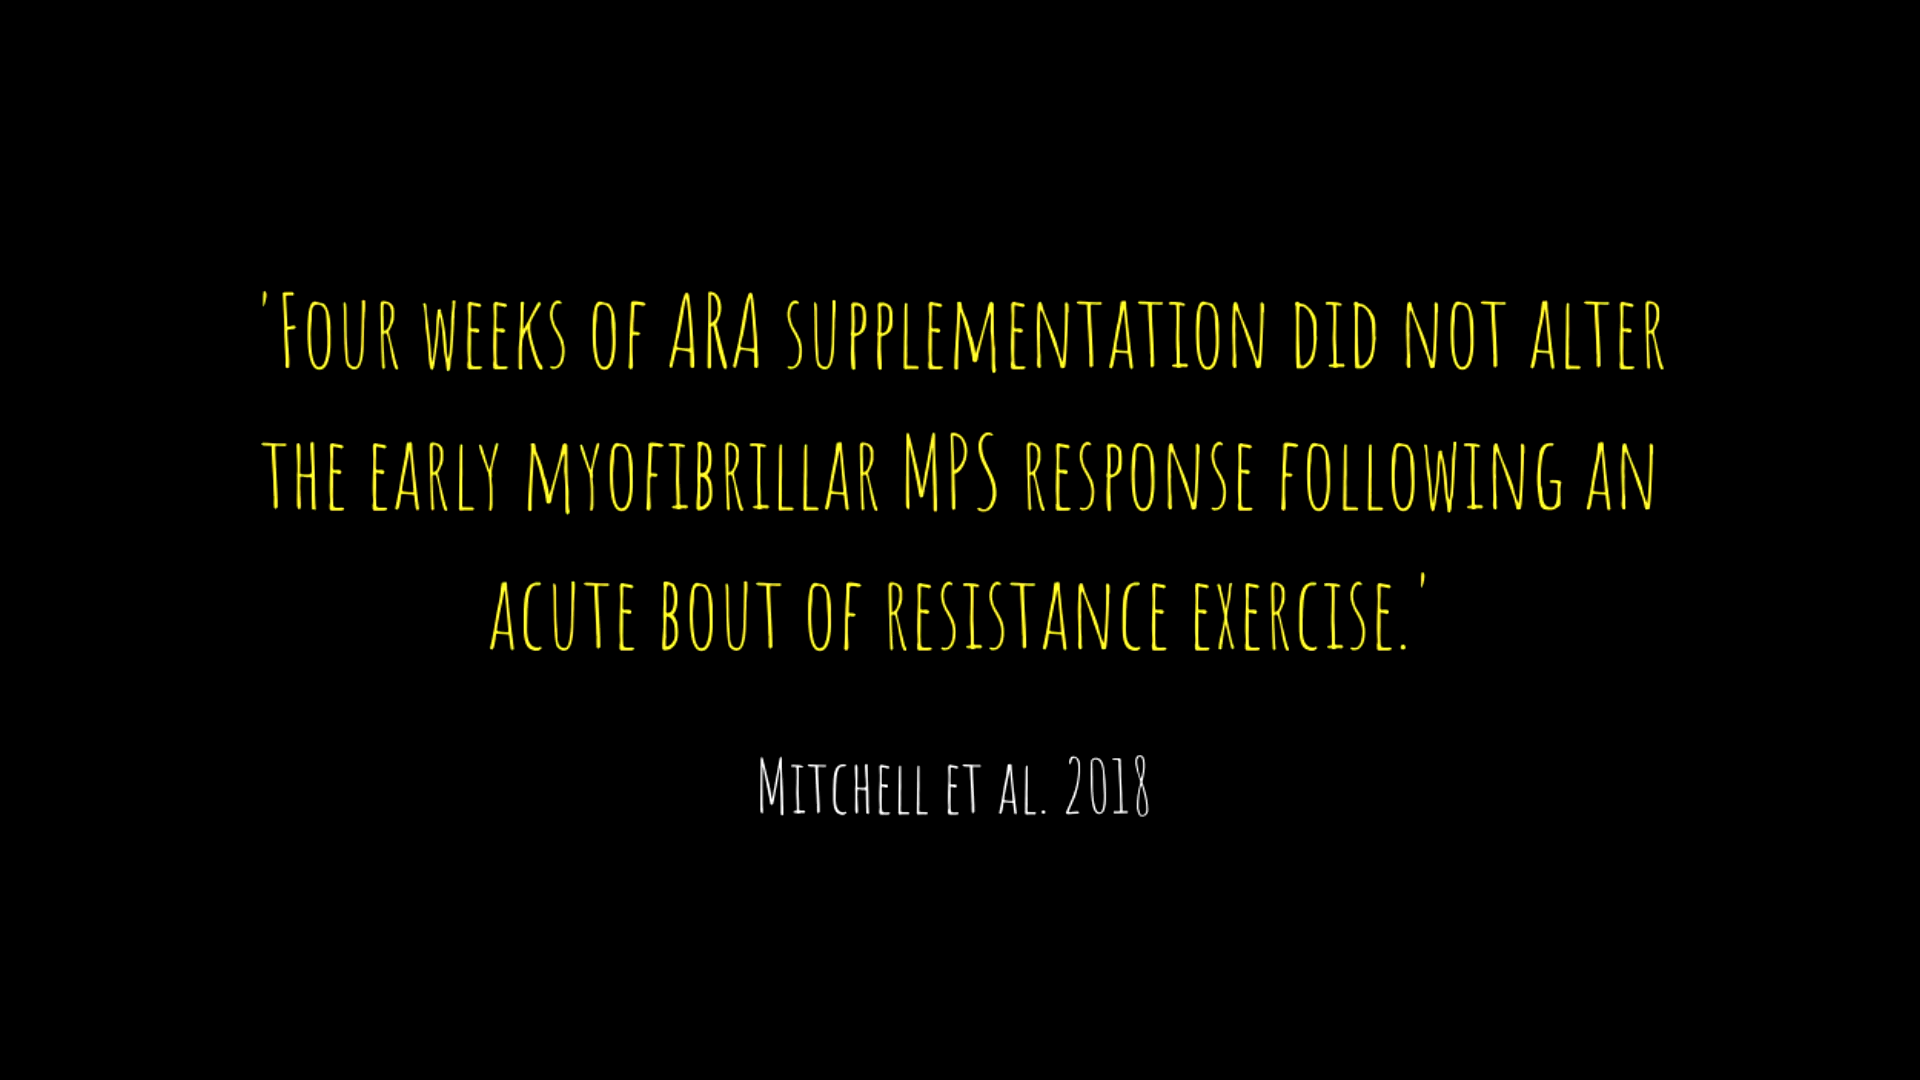 'Four weeks of ARA supplementation did not alter
the early myofibrillar MPS response following an
acute bout of resistance exercise.'
Mitchell et al. 2018